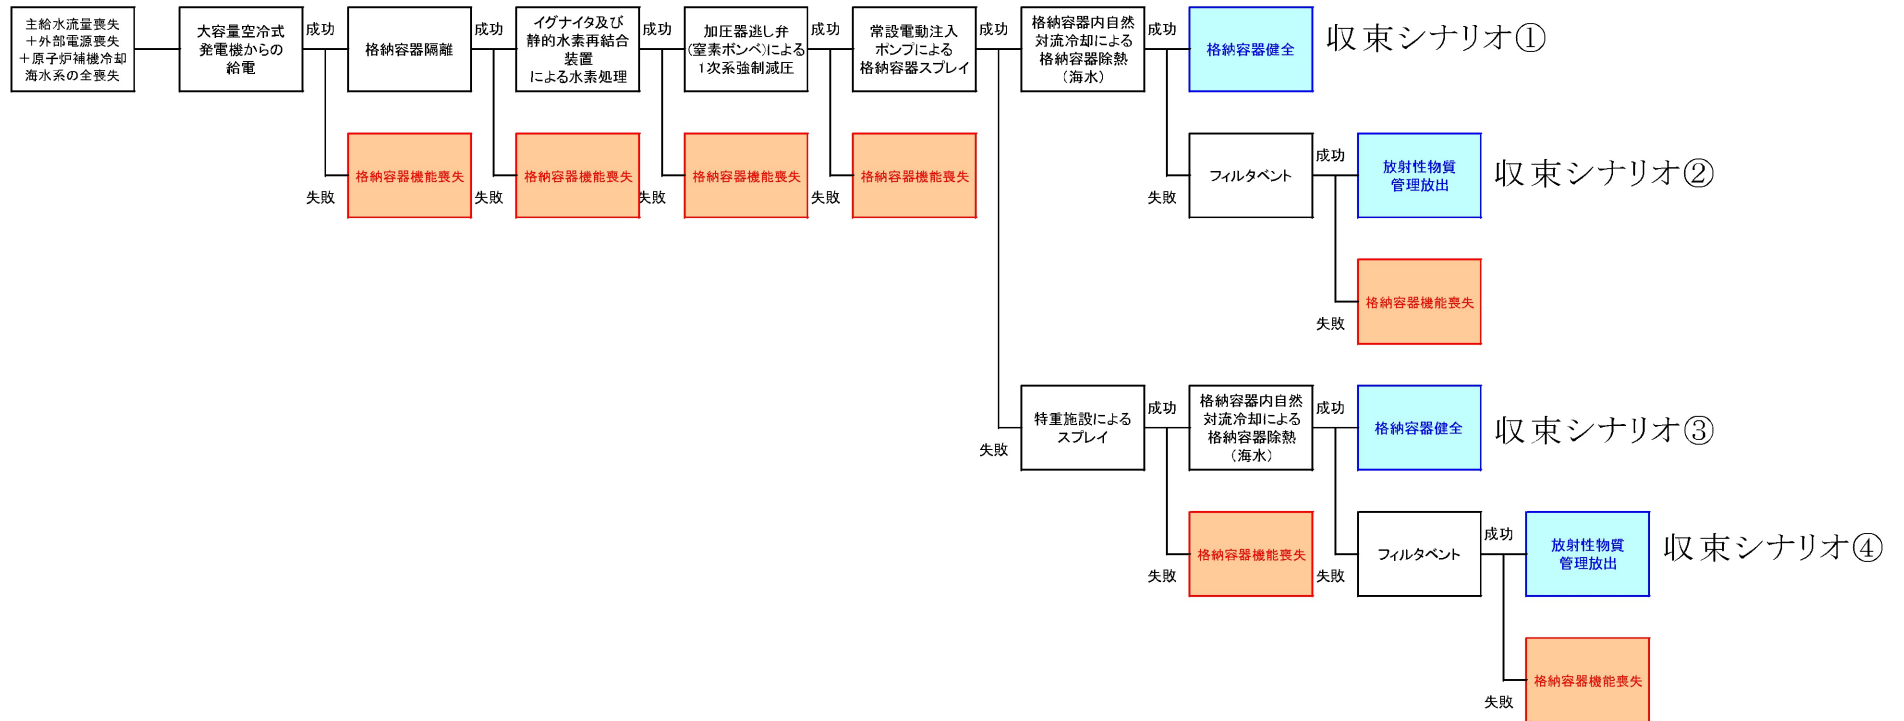 主給水流量喪失
+外部電源喪失
+原子炉補機冷却
海水系の全喪失
大容量空冷式
発電機からの
給電
成功
失敗
格納容器隔離
格納容器機能喪失
成功
失敗
イグナイタ及び
静的水素再結合
装置
による水素処理
格納容器機能喪失
成功
失敗
加圧器逃し弁
(窒素ボンベ)による
1次系強制減圧
格納容器機能喪失
成功
失敗
常設電動注入
ポンプによる
格納容器スプレイ
格納容器機能喪失
成功
失敗
格納容器内自然
対流冷却による
格納容器除熱
(海水)
成功
失敗
格納容器健全
収束シナリオ①
フィルタベント
成功
失敗
放射性物質
管理放出
収束シナリオ②
格納容器機能喪失
特重施設による
スプレイ
成功
失敗
格納容器内自然
対流冷却による
格納容器除熱
(海水)
成功
失敗
格納容器健全
収束シナリオ③
格納容器機能喪失
フィルタベント
成功
失敗
放射性物質
管理放出
収束シナリオ④
格納容器機能喪失